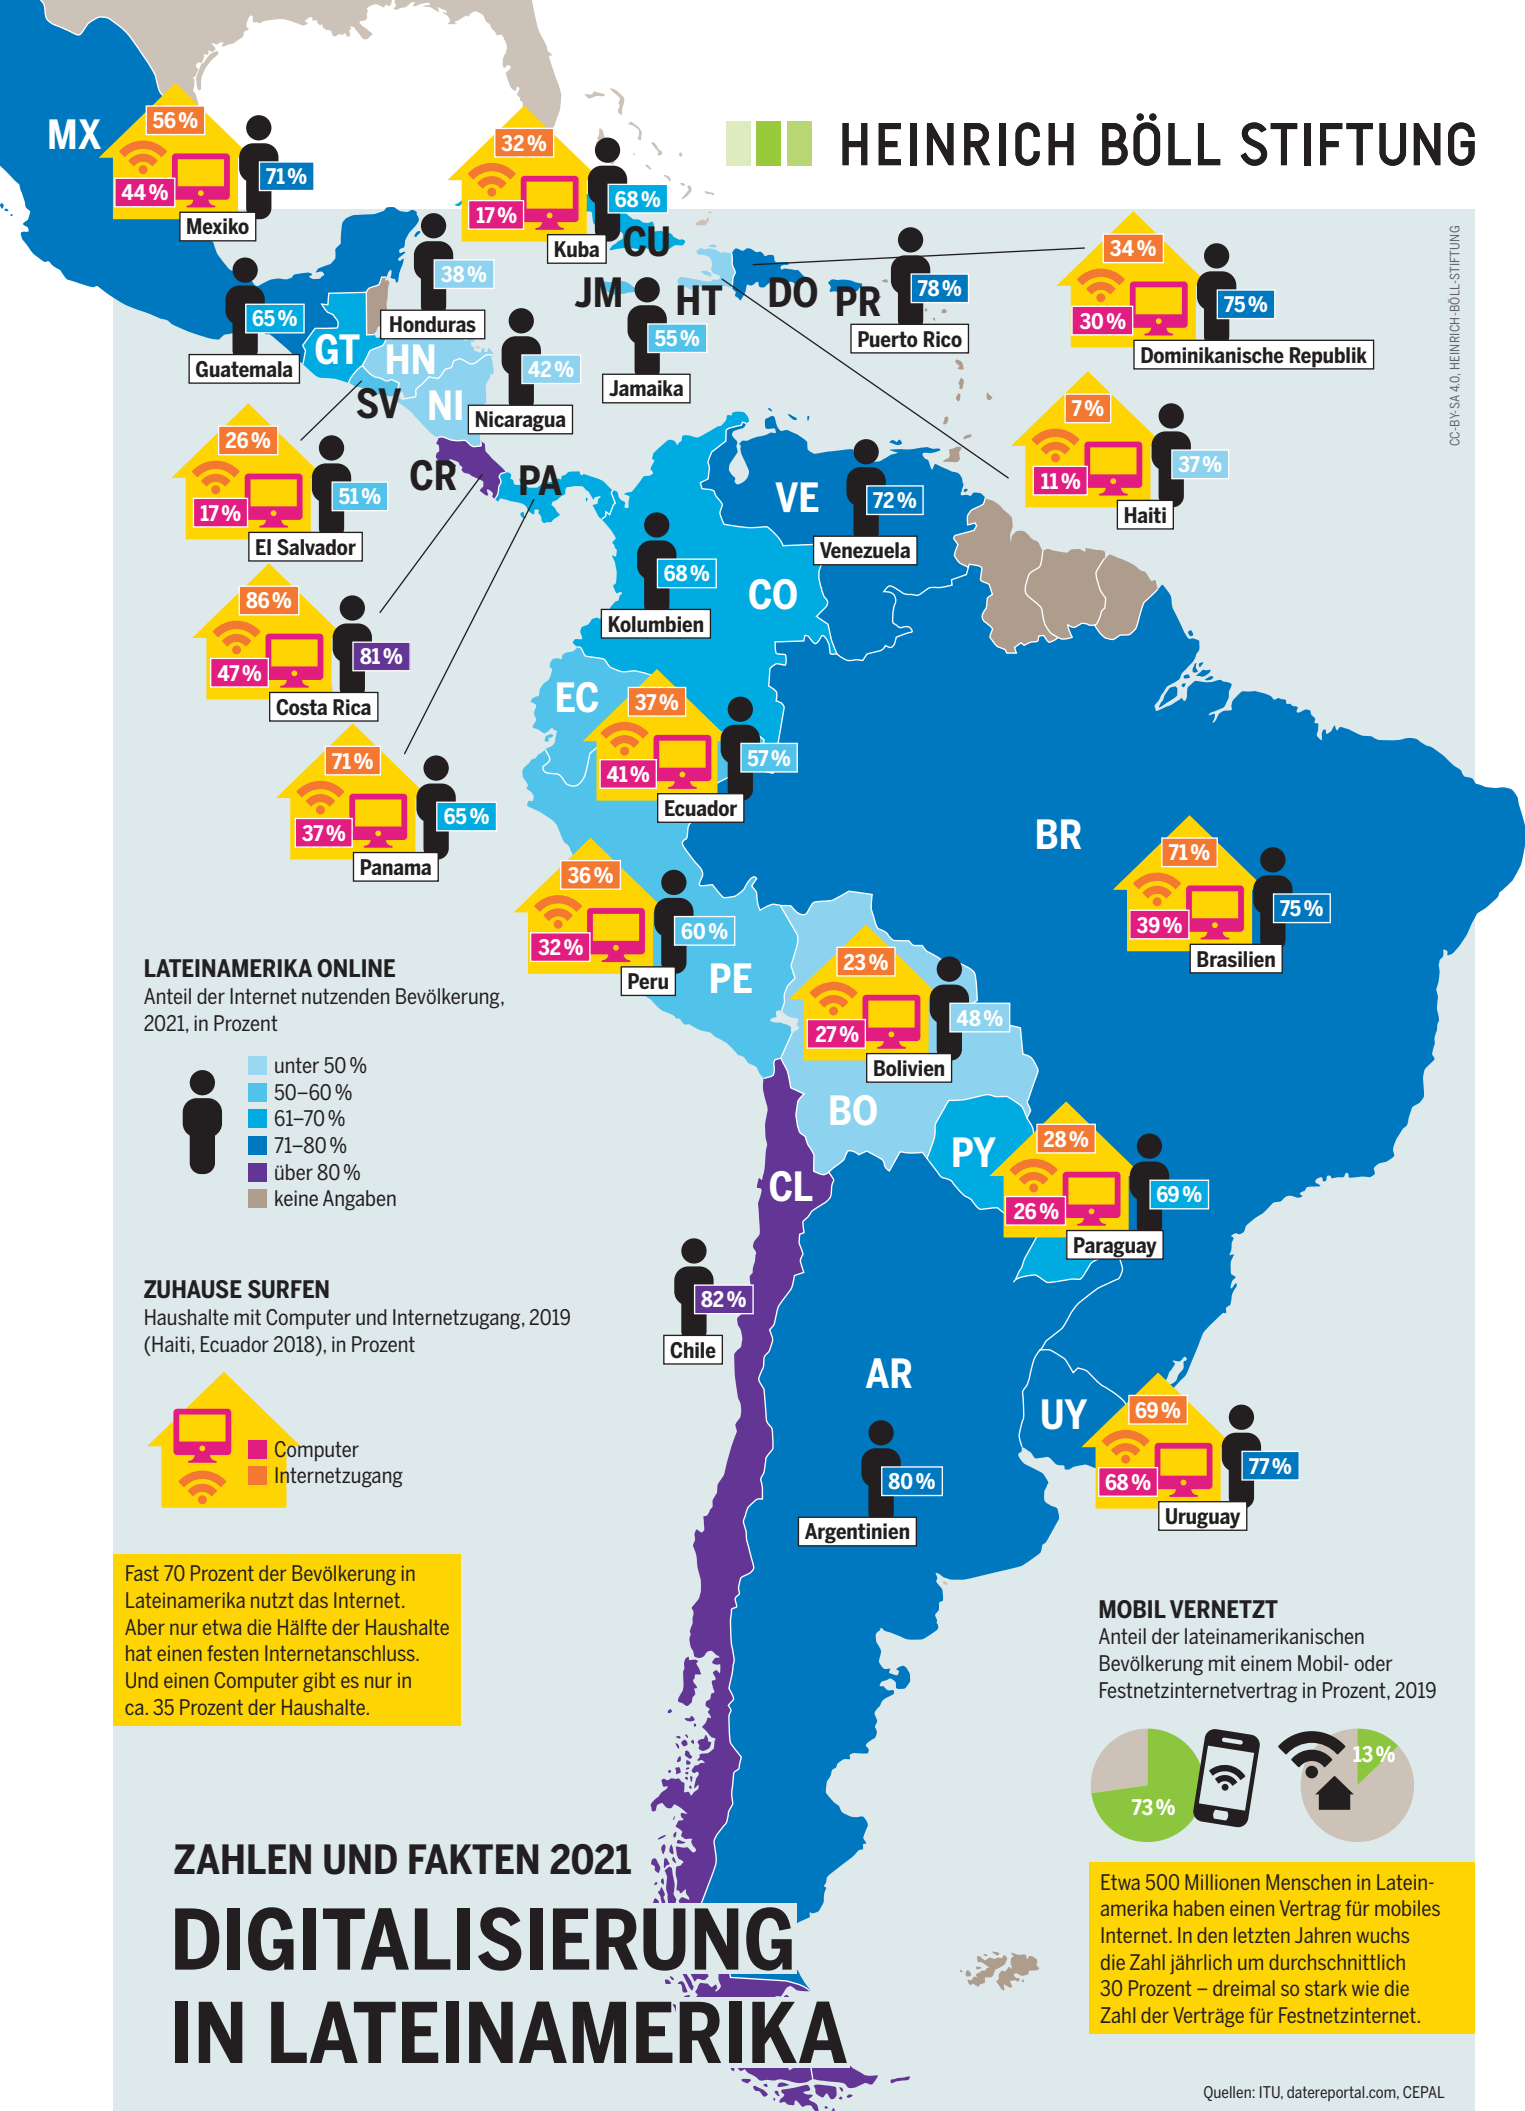 HEINRICH BÖLL STIFTUNG
CC-BY-SA 4.0, HEINRICH-BÖLL-STIFTUNG
MX
56 %
44 %
71 %
Mexiko
32 %
17 %
68 %
Kuba
CU
38 %
Honduras
65 %
Guatemala
GT
HN
SV
NI
42 %
Nicaragua
JM
55 %
Jamaika
HT
DO
PR
78 %
Puerto Rico
34 %
30 %
75 %
Dominikanische Republik
7 %
11 %
37 %
Haiti
26 %
17 %
51 %
El Salvador
CR
PA
86 %
47 %
81 %
Costa Rica
71 %
37 %
65 %
Panama
VE
72 %
Venezuela
68 %
Kolumbien
CO
EC
37 %
41 %
57 %
Ecuador
36 %
32 %
60 %
Peru
PE
BR
71 %
39 %
75 %
Brasilien
23 %
27 %
48 %
Bolivien
BO
PY
28 %
26 %
69 %
Paraguay
CL
82 %
Chile
AR
80 %
Argentinien
UY
69 %
68 %
77 %
Uruguay
LATEINAMERIKA ONLINE
Anteil der Internet nutzenden Bevölkerung,
2021, in Prozent
unter 50 %
50–60 %
61–70 %
71–80 %
über 80 %
keine Angaben
ZUHAUSE SURFEN
Haushalte mit Computer und Internetzugang, 2019
(Haiti, Ecuador 2018), in Prozent
Computer
Internetzugang
Fast 70 Prozent der Bevölkerung in
Lateinamerika nutzt das Internet.
Aber nur etwa die Hälfte der Haushalte
hat einen festen Internetanschluss.
Und einen Computer gibt es nur in
ca. 35 Prozent der Haushalte.
MOBIL VERNETZT
Anteil der lateinamerikanischen
Bevölkerung mit einem Mobil- oder
Festnetzinternetvertrag in Prozent, 2019
73 %
13 %
Etwa 500 Millionen Menschen in Latein-
amerika haben einen Vertrag für mobiles
Internet. In den letzten Jahren wuchs
die Zahl jährlich um durchschnittlich
30 Prozent – dreimal so stark wie die
Zahl der Verträge für Festnetzinternet.
ZAHLEN UND FAKTEN 2021
DIGITALISIERUNG
IN LATEINAMERIKA
Quellen: ITU, datereportal.com, CEPAL